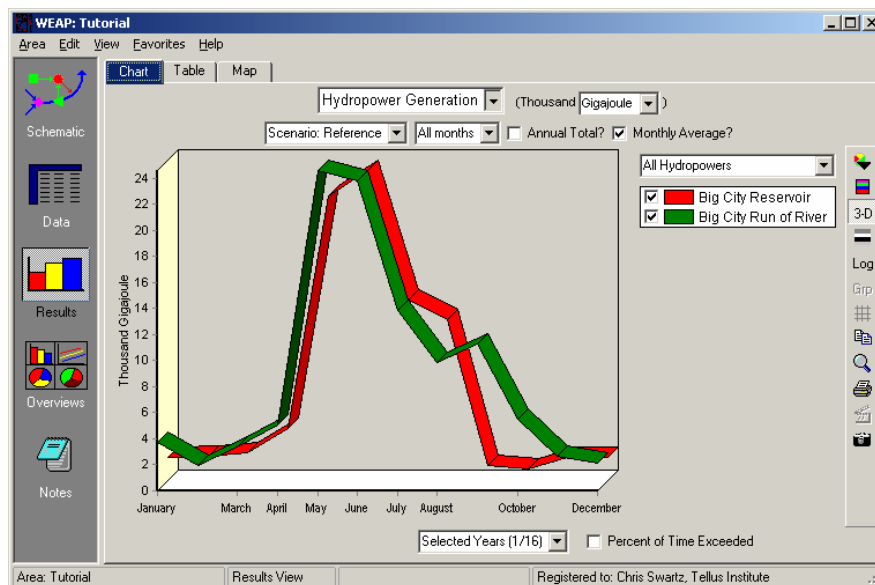 WEAP: Tutorial
Area Edit View Favorites Help
Chart Table Map
Hydropower Generation (Thousand Gigajoule )
Scenario: Reference All months Annual Total? Monthly Average?
All Hydropowers
Big City Reservoir
Big City Run of River
Schematic
Data
Results
Overviews
Notes
Thousand Gigajoule
24
22
20
18
16
14
12
10
8
6
4
2
0
January March April May June July August October December
3-D
Log
Grp
Selected Years (1/16) Percent of Time Exceeded
Area: Tutorial Results View Registered to: Chris Swartz, Tellus Institute